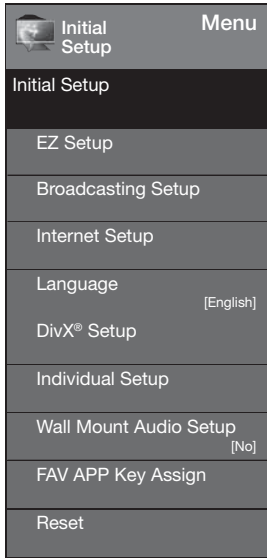 Initial
Setup
Menu
Initial Setup
EZ Setup
Broadcasting Setup
Internet Setup
Language
[English]
DivX® Setup
Individual Setup
Wall Mount Audio Setup
[No]
FAV APP Key Assign
Reset